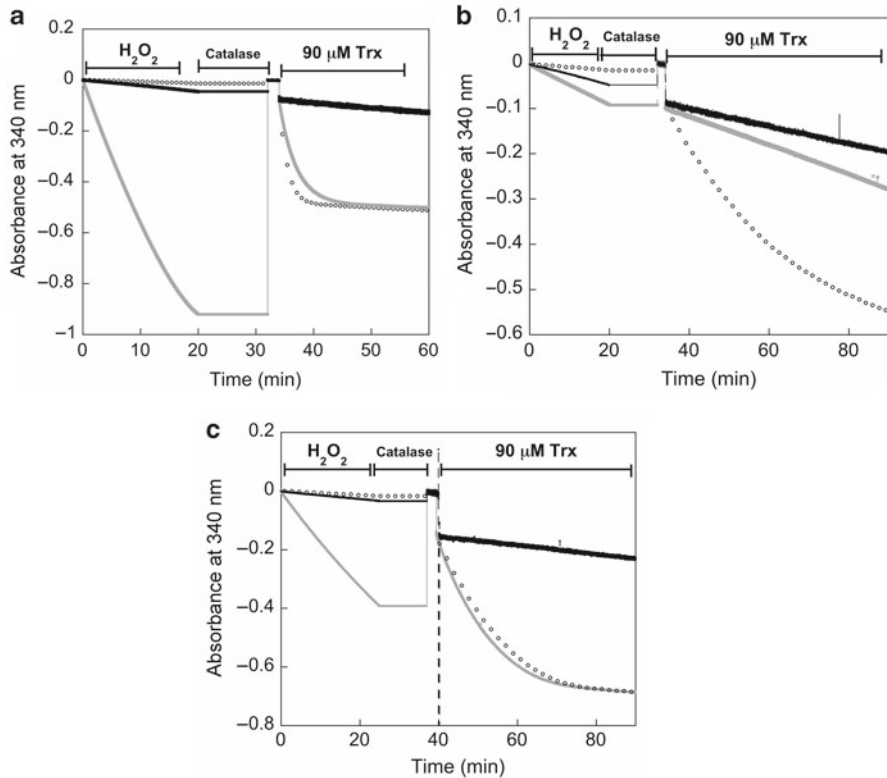 a
H₂O₂
Catalase
90 μM Trx
0.2
0
−0.2
−0.4
−0.6
−0.8
−1
Absorbance at 340 nm
0 10 20 30 40 50 60
Time (min)
b
H₂O₂
Catalase
90 μM Trx
0.1
0
−0.1
−0.2
−0.3
−0.4
−0.5
−0.6
Absorbance at 340 nm
0 20 40 60 80
Time (min)
c
H₂O₂
Catalase
90 μM Trx
0.2
0
−0.2
−0.4
−0.6
−0.8
Absorbance at 340 nm
0 20 40 60 80
Time (min)